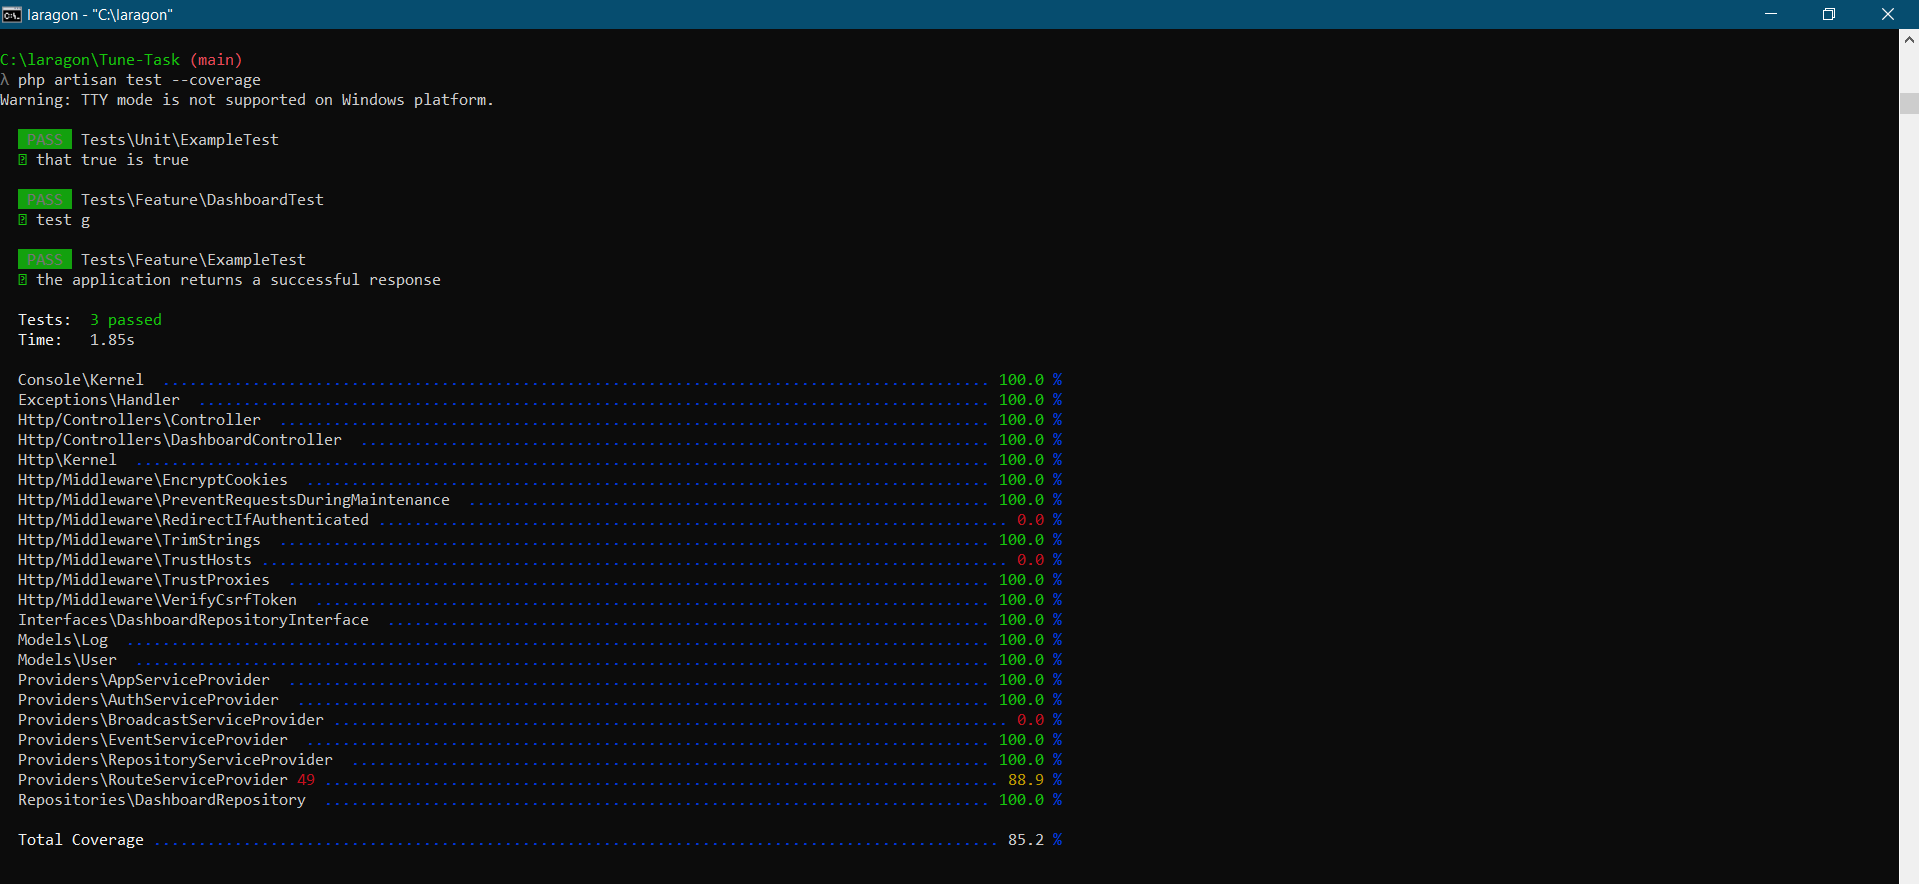 laragon - "C:\laragon"
C:\laragon\Tune-Task (main)
λ php artisan test --coverage
Warning: TTY mode is not supported on Windows platform.
PASS Tests\Unit\ExampleTest
that true is true
PASS Tests\Feature\DashboardTest
test g
PASS Tests\Feature\ExampleTest
the application returns a successful response
Tests: 3 passed
Time: 1.85s
Console\Kernel 100.0 %
Exceptions\Handler 100.0 %
Http/Controllers\Controller 100.0 %
Http/Controllers\DashboardController 100.0 %
Http\Kernel 100.0 %
Http/Middleware\EncryptCookies 100.0 %
Http/Middleware\PreventRequestsDuringMaintenance 100.0 %
Http/Middleware\RedirectIfAuthenticated 0.0 %
Http/Middleware\TrimStrings 100.0 %
Http/Middleware\TrustHosts 0.0 %
Http/Middleware\TrustProxies 100.0 %
Http/Middleware\VerifyCsrfToken 100.0 %
Interfaces\DashboardRepositoryInterface 100.0 %
Models\Log 100.0 %
Models\User 100.0 %
Providers\AppServiceProvider 100.0 %
Providers\AuthServiceProvider 100.0 %
Providers\BroadcastServiceProvider 0.0 %
Providers\EventServiceProvider 100.0 %
Providers\RepositoryServiceProvider 100.0 %
Providers\RouteServiceProvider 49 88.9 %
Repositories\DashboardRepository 100.0 %
Total Coverage 85.2 %